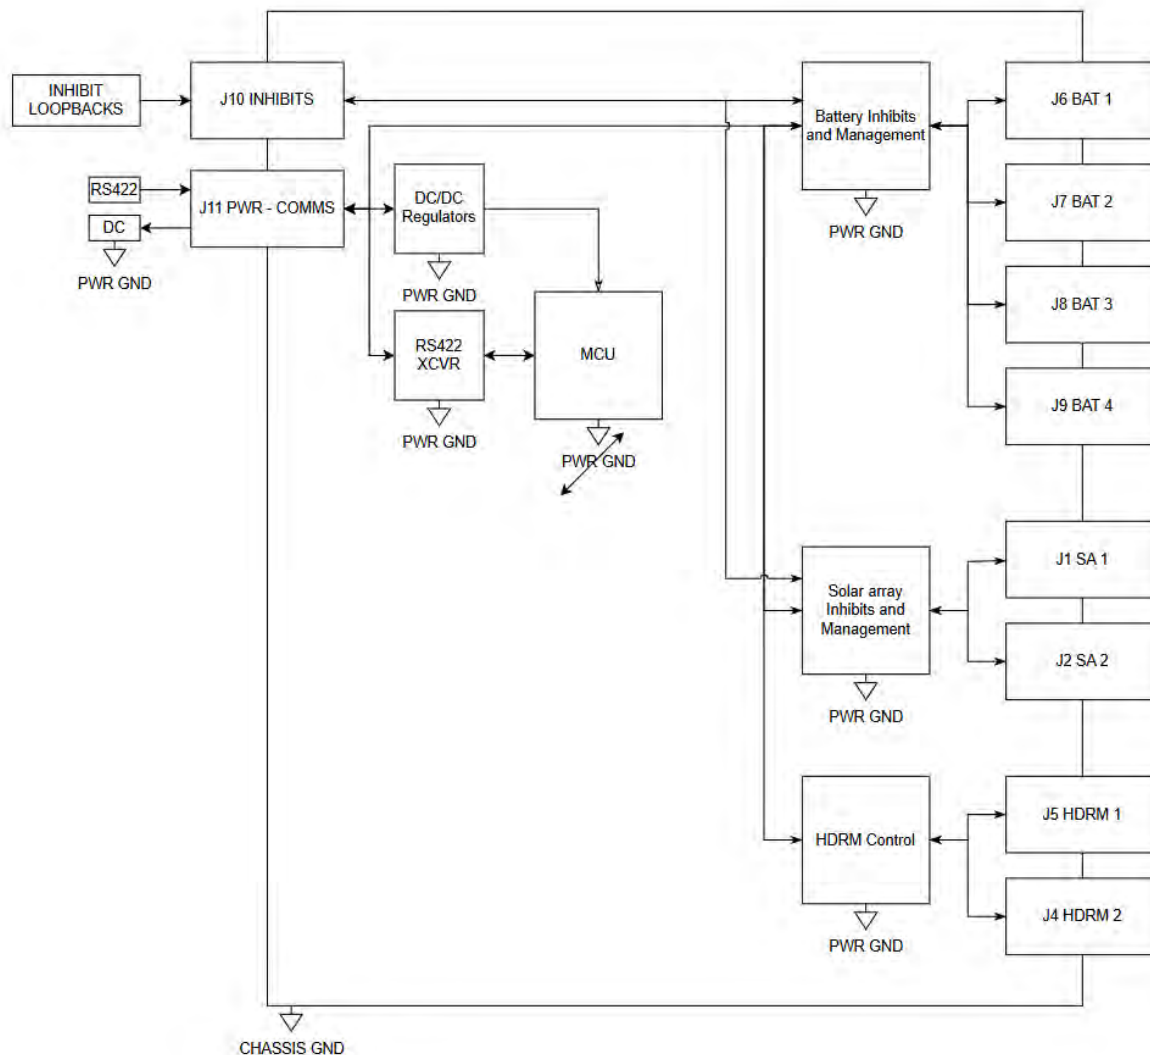 INHIBIT
LOOPBACKS
J10 INHIBITS
RS422
DC
PWR GND
J11 PWR - COMMS
DC/DC
Regulators
PWR GND
RS422
XCVR
PWR GND
MCU
PWR GND
Battery Inhibits
and Management
PWR GND
J6 BAT 1
J7 BAT 2
J8 BAT 3
J9 BAT 4
Solar array
Inhibits and
Management
PWR GND
J1 SA 1
J2 SA 2
HDRM Control
PWR GND
J5 HDRM 1
J4 HDRM 2
CHASSIS GND